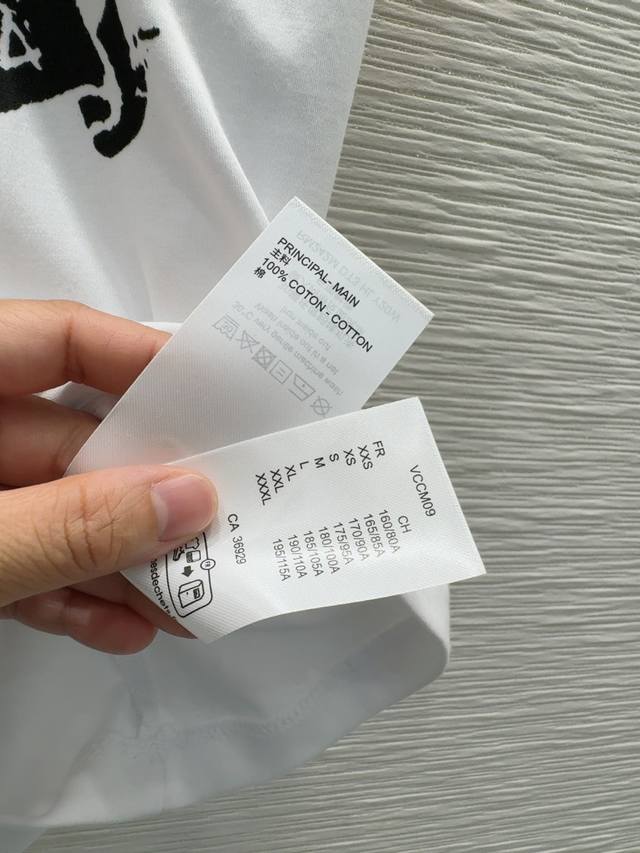 PRINCIPAL- MAIN
主料
100% COTON - COTTON
棉
VCCM09
FR CH
XXS 160/80A
XS 165/85A
S 170/90A
M 175/95A
L 180/100A
XL 185/105A
XXL 190/110A
XXXL 195/115A
CA 36929